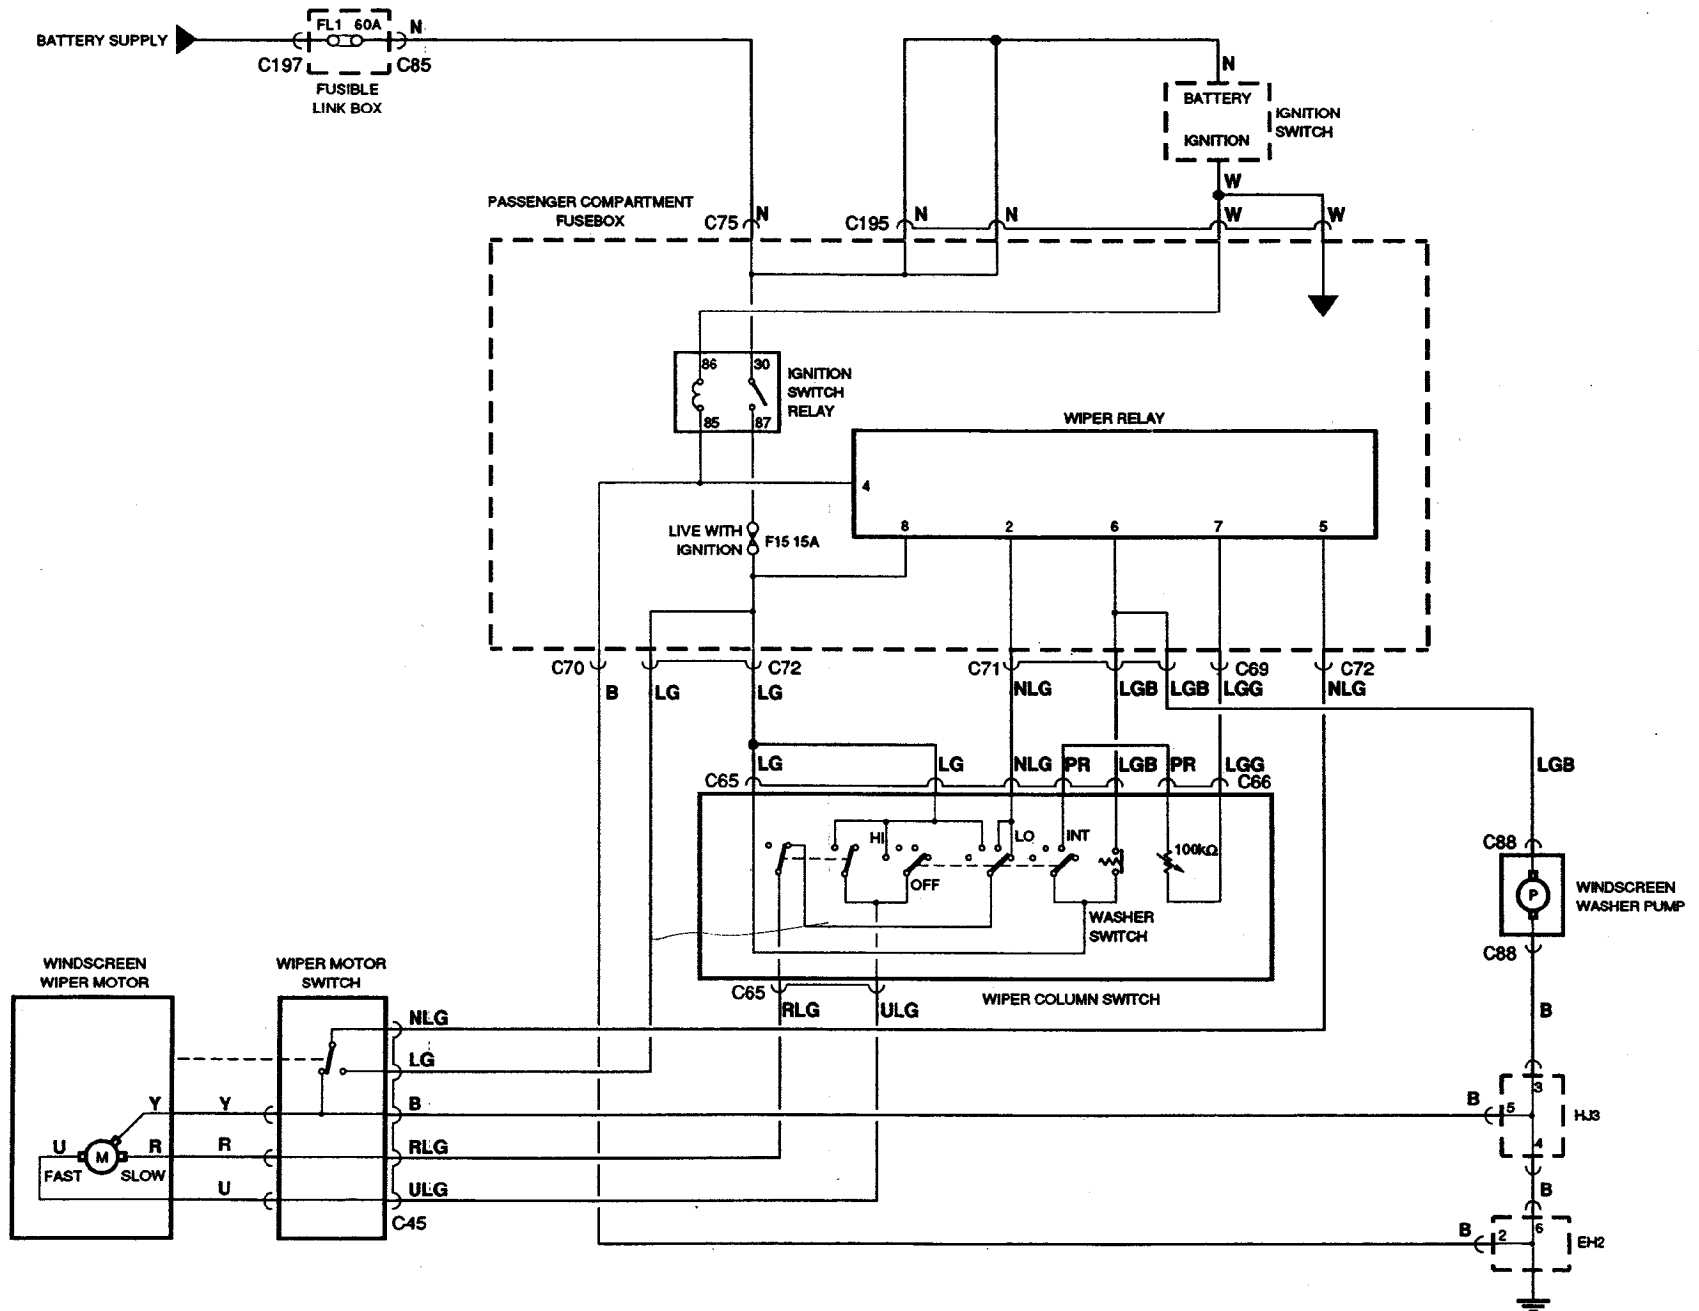 FL1 60A
N
BATTERY SUPPLY
C197
C85
FUSIBLE
LINK BOX
N
BATTERY
IGNITION
IGNITION
SWITCH
W
PASSENGER COMPARTMENT
FUSEBOX
C75
N
C195
N
N
W
W
86
30
85
87
IGNITION
SWITCH
RELAY
WIPER RELAY
4
8
2
6
7
5
LIVE WITH
IGNITION
F15 15A
C70
C72
C71
C69
C72
B
LG
LG
NLG
LGB
LGB
LGG
NLG
LG
LG
NLG
PR
LGB
PR
LGG
LGB
C65
C66
HI
LO
INT
100kΩ
OFF
WASHER
SWITCH
C88
P
WINDSCREEN
WASHER PUMP
C88
WINDSCREEN
WIPER MOTOR
WIPER MOTOR
SWITCH
C65
WIPER COLUMN SWITCH
RLG
ULG
NLG
B
LG
Y
Y
B
B
3
5
HJ3
4
U
M
R
R
RLG
FAST
SLOW
U
ULG
B
C45
B
2
6
EH2